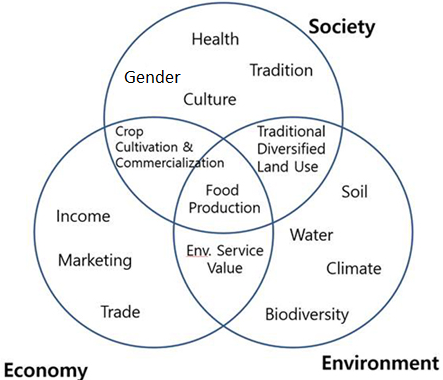 Society
Health
Gender
Tradition
Culture
Crop
Cultivation &
Commercialization
Traditional
Diversified
Land Use
Food
Production
Soil
Income
Water
Env. Service
Value
Marketing
Climate
Trade
Biodiversity
Economy
Environment